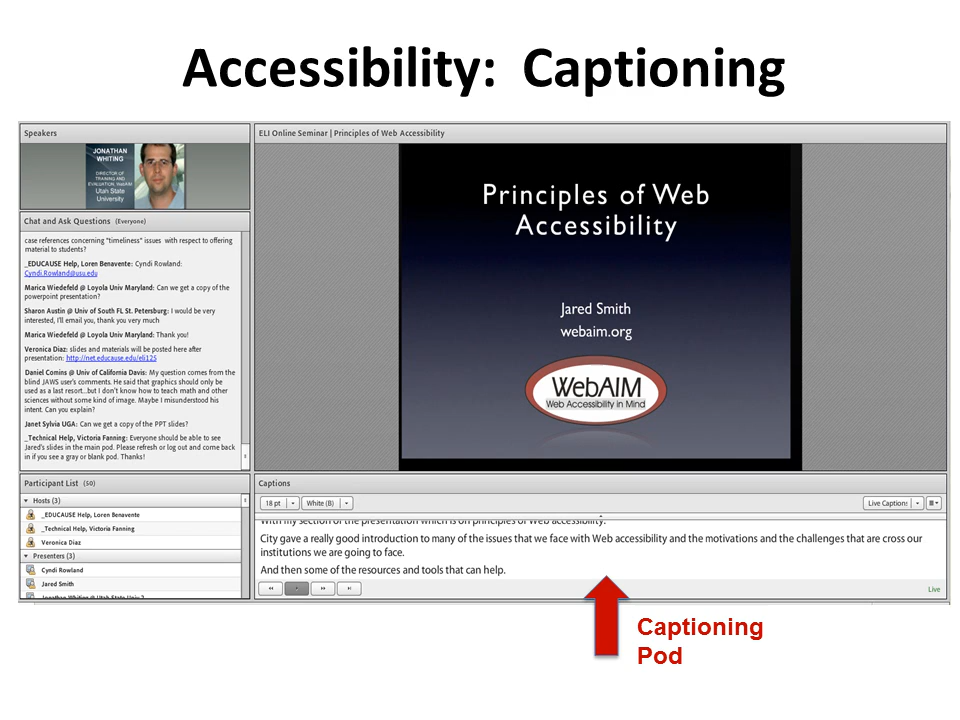 Accessibility: Captioning
Speakers
JONATHAN
WHITING
DIRECTOR OF
TRAINING AND
EVALUATION, WebAIM
Utah State
University
Chat and Ask Questions (Everyone)
case references concerning "timeliness" issues with respect to offering
material to students?
_EDUCAUSE Help, Loren Benavente: Cyndi Rowland:
Cyndi.Rowland@usu.edu
Marica Wiedefeld @ Loyola Univ Maryland: Can we get a copy of the
powerpoint presentation?
Sharon Austin @ Univ of South FL St. Petersburg: I would be very
interested, I'll email you, thank you very much
Marica Wiedefeld @ Loyola Univ Maryland: Thank you!
Veronica Diaz: slides and materials will be posted here after
presentation: http://net.educause.edu/eli125
Daniel Comins @ Univ of California Davis: My question comes from the
blind JAWS user's comments. He said that graphics should only be
used as a last resort...but I don't know how to teach math and other
sciences without some kind of image. Maybe I misunderstood his
intent. Can you explain?
Janet Sylvia UGA: Can we get a copy of the PPT slides?
_Technical Help, Victoria Fanning: Everyone should be able to see
Jared's slides in the main pod. Please refresh or log out and come back
in if you see a gray or blank pod. Thanks!
Participant List (50)
Hosts (3)
_EDUCAUSE Help, Loren Benavente
_Technical Help, Victoria Fanning
Veronica Diaz
Presenters (3)
Cyndi Rowland
Jared Smith
Jonathan Whiting @ Utah State Univ 2
ELI Online Seminar | Principles of Web Accessibility
Principles of Web
Accessibility
Jared Smith
webaim.org
WebAIM
Web Accessibility in Mind
Captions
18 pt
White (B)
Live Captions
With my section of the presentation which is on principles of Web accessibility.
City gave a really good introduction to many of the issues that we face with Web accessibility and the motivations and the challenges that are cross our
institutions we are going to face.
And then some of the resources and tools that can help.
Live
Captioning
Pod